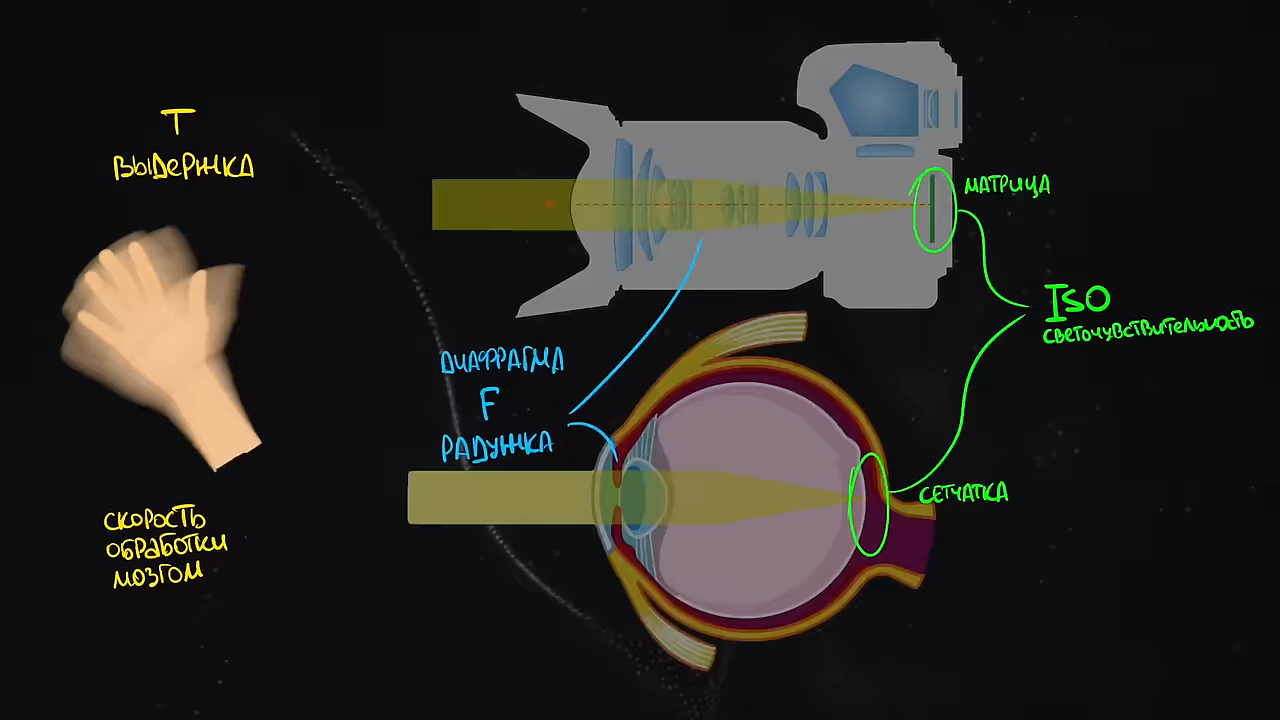 Т
ВЫДЕРЖКА
СКОРОСТЬ
ОБРАБОТКИ
МОЗГОМ
ДИАФРАГМА
F
РАДУЖКА
МАТРИЦА
ISO
СВЕТОЧУВСТВИТЕЛЬНОСТЬ
СЕТЧАТКА